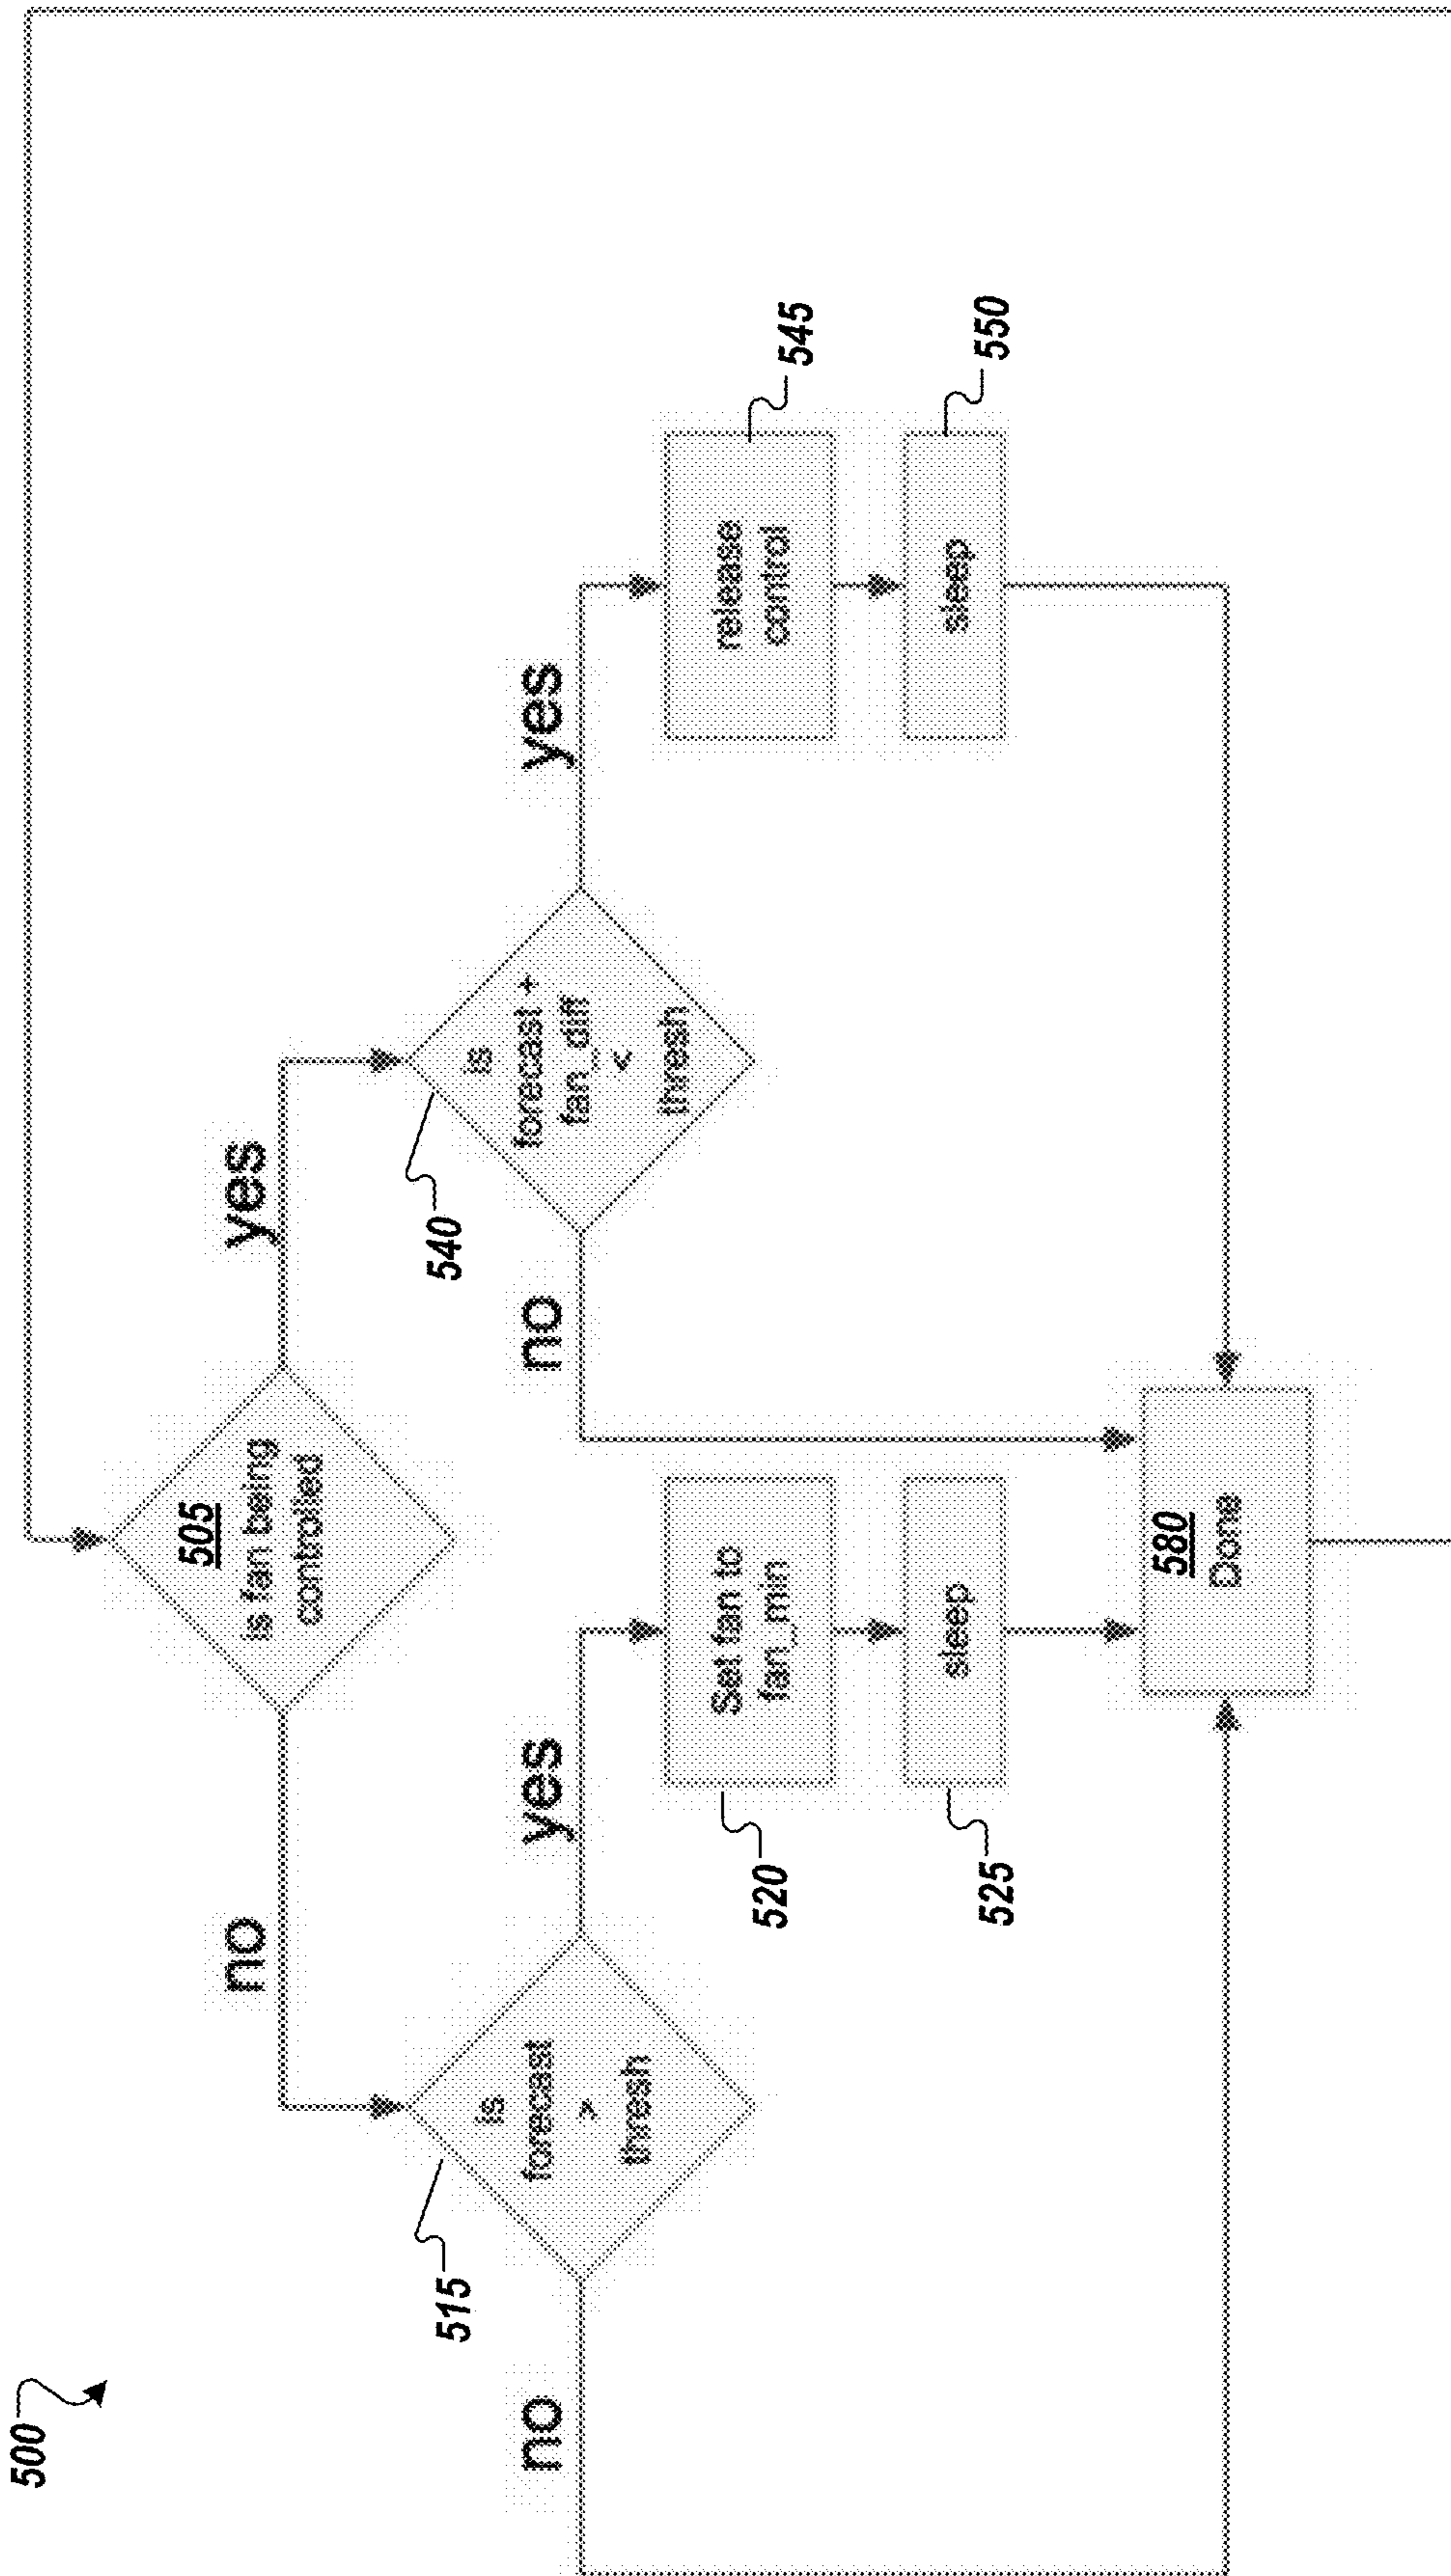 500
505
is fan being
controlled
no
yes
515
is
forecast
>
thresh
540
is
forecast +
fan_diff
<
thresh
no
yes
no
yes
520
Set fan to
fan_min
release
control
545
525
sleep
sleep
550
580
Done